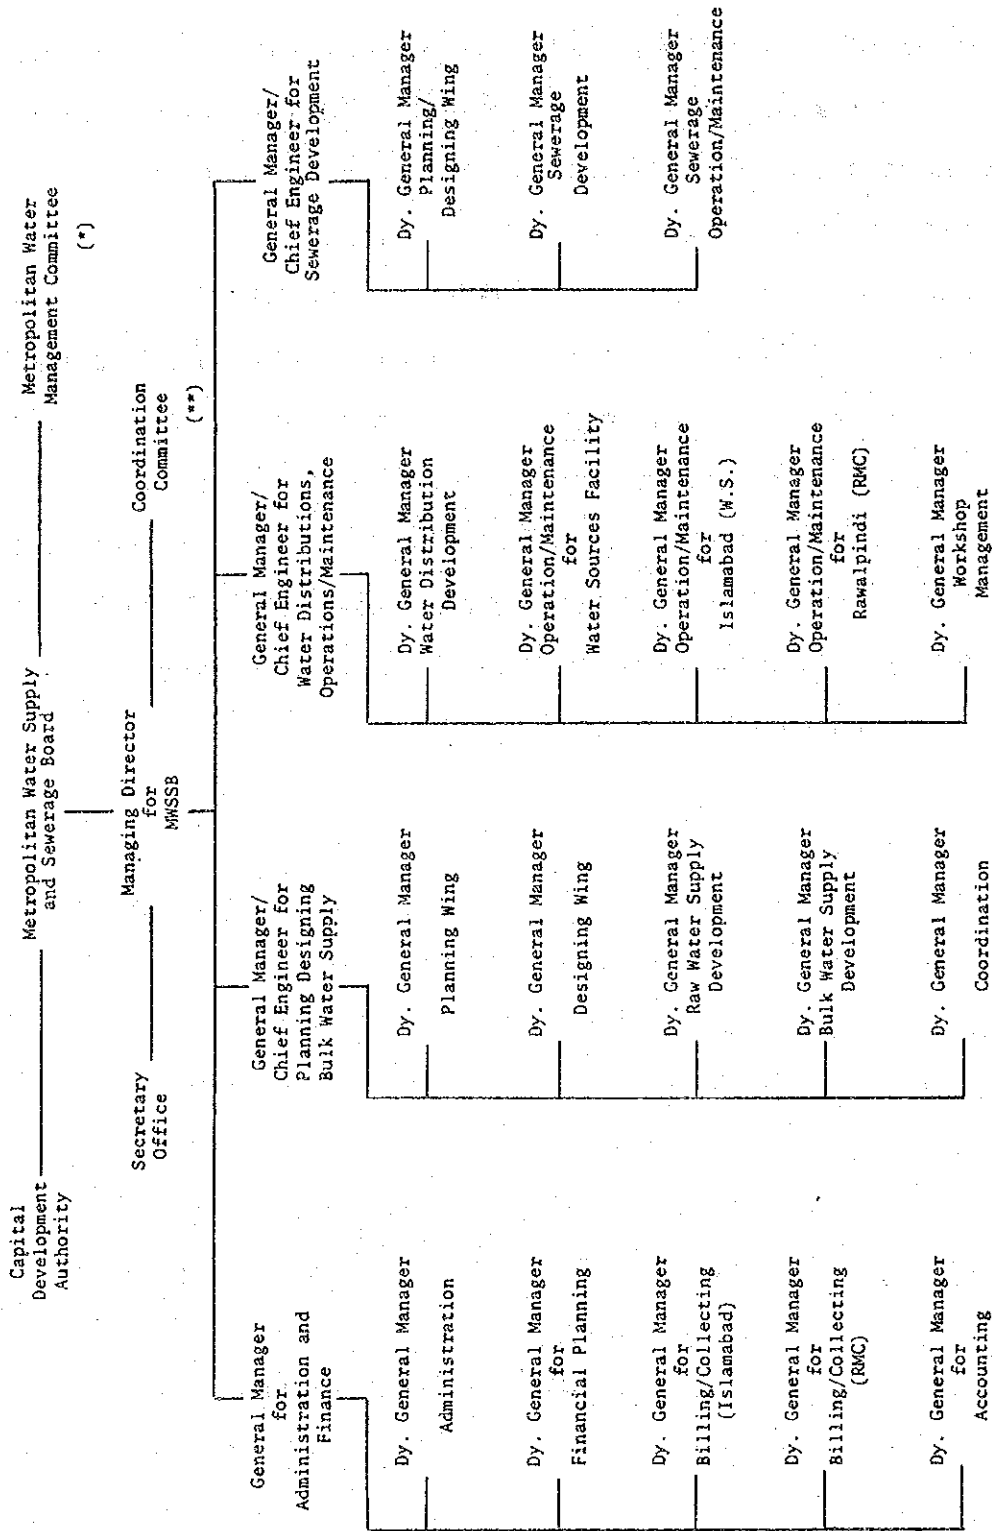 Capital
Development
Authority
Metropolitan Water Supply
and Sewerage Board
Metropolitan Water
Management Committee
(*)
Secretary
Office
Managing Director
for
MWSSB
Coordination
Committee
(**)
General Manager
for
Administration and
Finance
Dy. General Manager
Administration
Dy. General Manager
for
Financial Planning
Dy. General Manager
for
Billing/Collecting
(Islamabad)
Dy. General Manager
for
Billing/Collecting
(RMC)
Dy. General Manager
for
Accounting
General Manager/
Chief Engineer for
Planning Designing
Bulk Water Supply
Dy. General Manager
Planning Wing
Dy. General Manager
Designing Wing
Dy. General Manager
Raw Water Supply
Development
Dy. General Manager
Bulk Water Supply
Development
Dy. General Manager
Coordination
General Manager/
Chief Engineer for
Water Distributions,
Operations/Maintenance
Dy. General Manager
Water Distribution
Development
Dy. General Manager
Operation/Maintenance
for
Water Sources Facility
Dy. General Manager
Operation/Maintenance
for
Islamabad (W.S.)
Dy. General Manager
Operation/Maintenance
for
Rawalpindi (RMC)
Dy. General Manager
Workshop
Management
General Manager/
Chief Engineer for
Sewerage Development
Dy. General Manager
Planning/
Designing Wing
Dy. General Manager
Sewerage
Development
Dy. General Manager
Sewerage
Operation/Maintenance